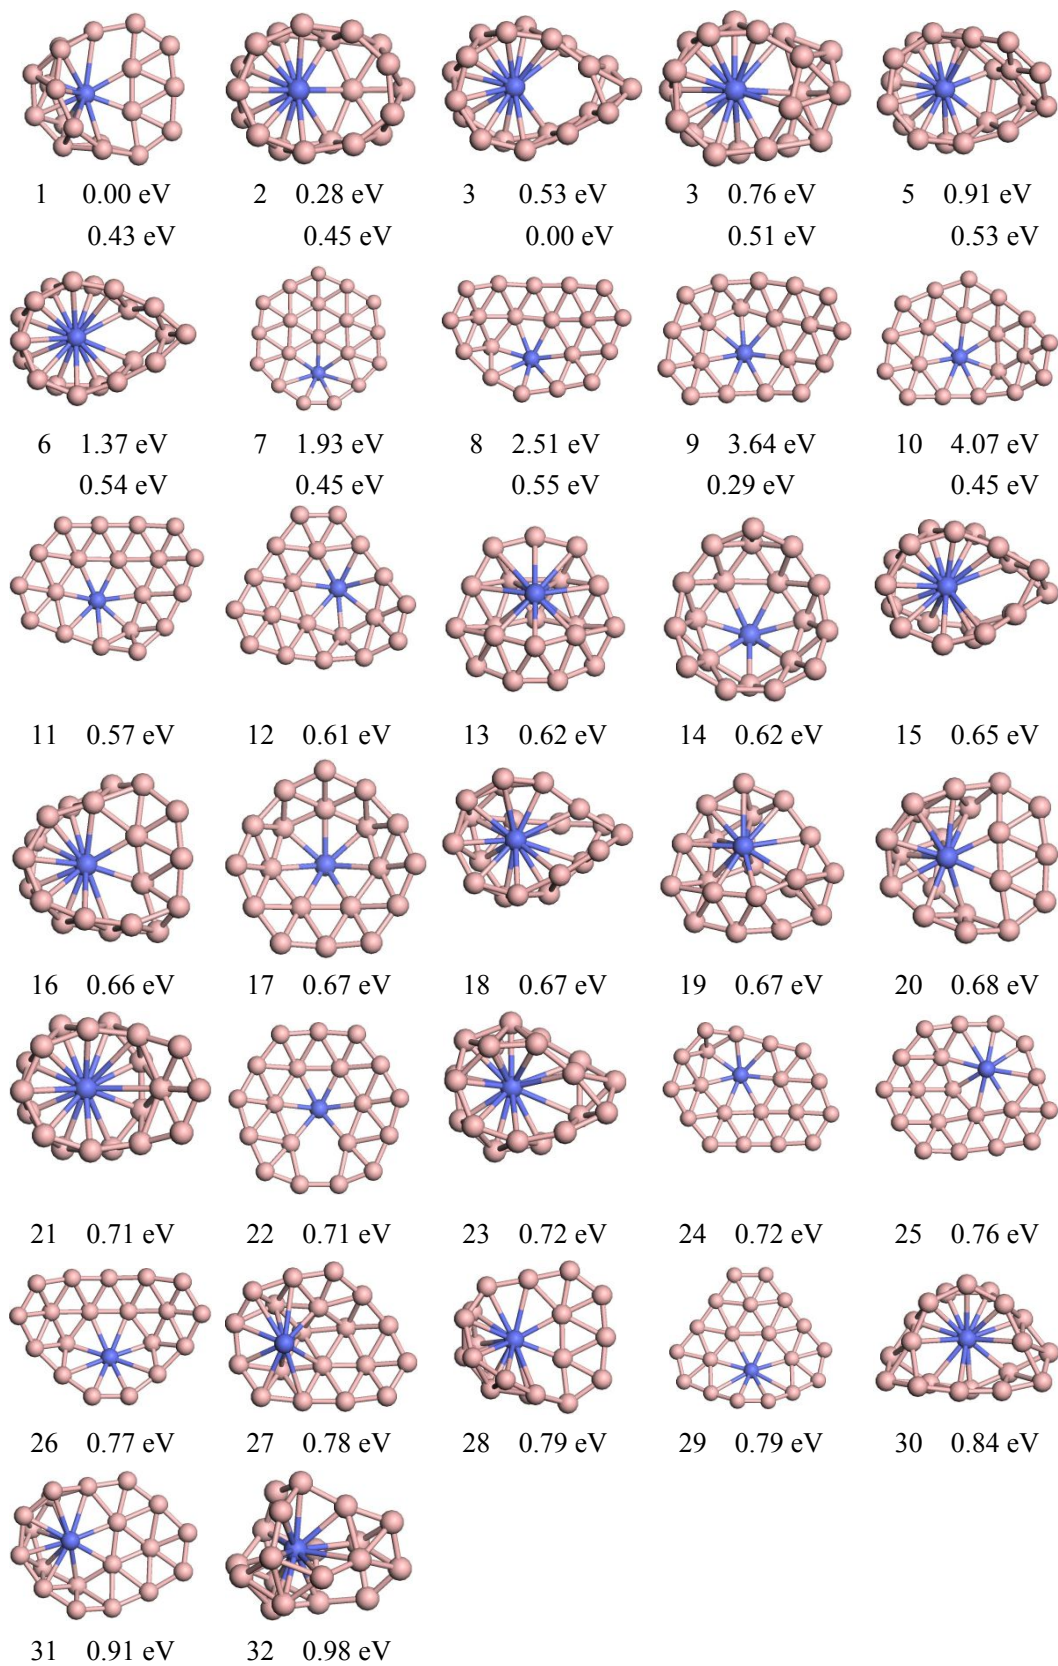 1 0.00 eV 2 0.28 eV 3 0.53 eV 3 0.76 eV 5 0.91 eV
0.43 eV 0.45 eV 0.00 eV 0.51 eV 0.53 eV
6 1.37 eV 7 1.93 eV 8 2.51 eV 9 3.64 eV 10 4.07 eV
0.54 eV 0.45 eV 0.55 eV 0.29 eV 0.45 eV
11 0.57 eV 12 0.61 eV 13 0.62 eV 14 0.62 eV 15 0.65 eV
16 0.66 eV 17 0.67 eV 18 0.67 eV 19 0.67 eV 20 0.68 eV
21 0.71 eV 22 0.71 eV 23 0.72 eV 24 0.72 eV 25 0.76 eV
26 0.77 eV 27 0.78 eV 28 0.79 eV 29 0.79 eV 30 0.84 eV
31 0.91 eV 32 0.98 eV